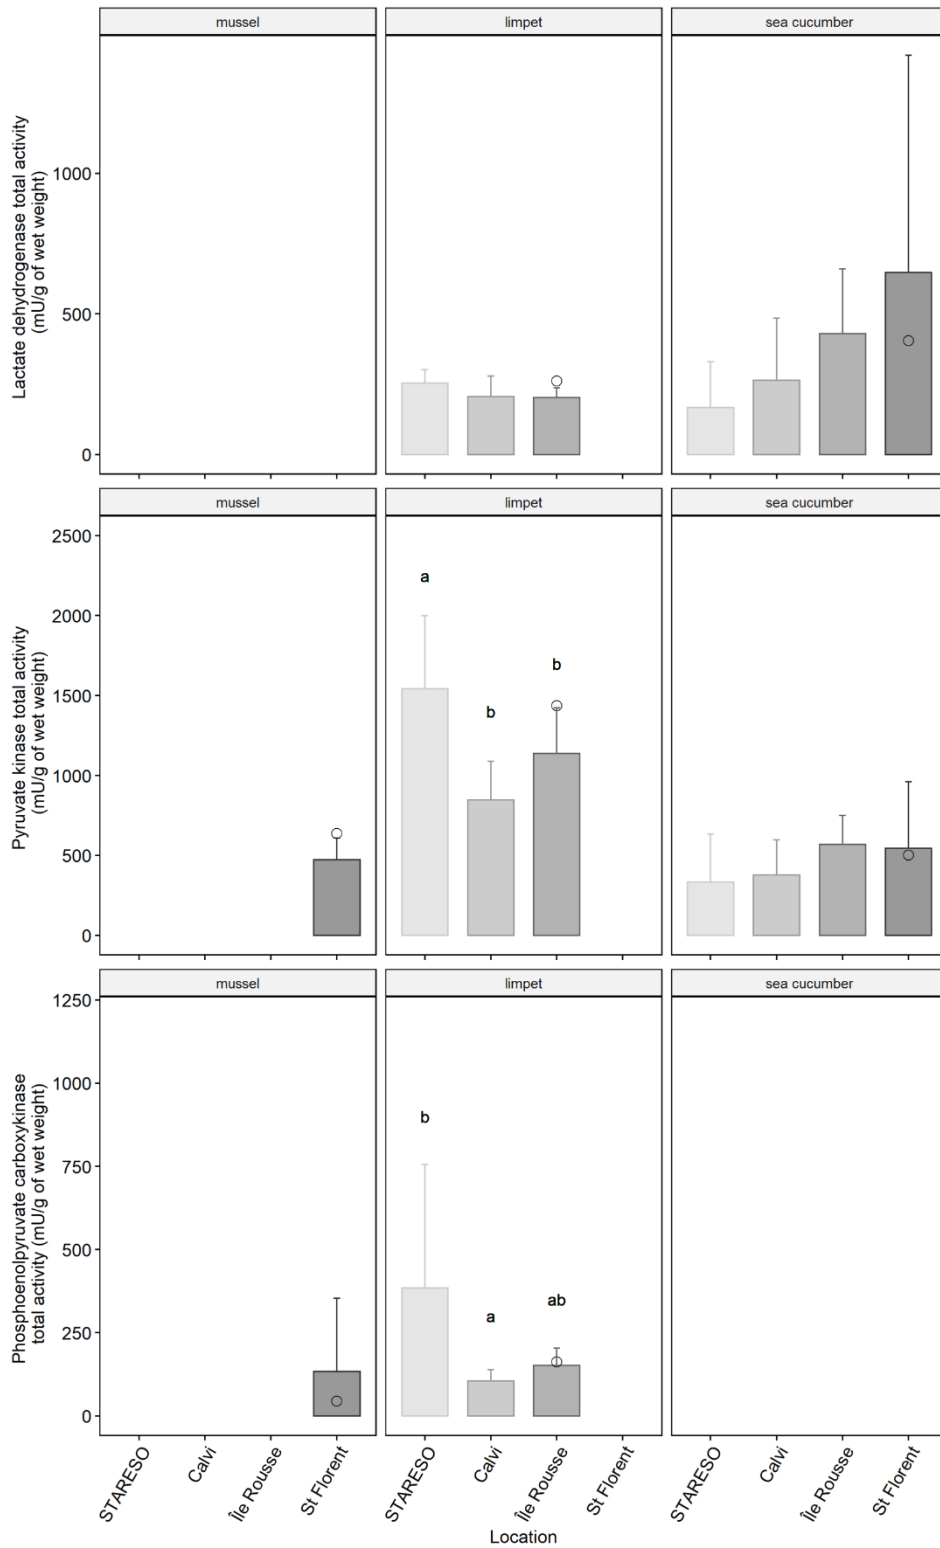 mussel limpet sea cucumber
Lactate dehydrogenase total activity
(mU/g of wet weight)
1000
500
0
mussel limpet sea cucumber
Pyruvate kinase total activity
(mU/g of wet weight)
2500
2000
1500
1000
500
0
a
b
b
mussel limpet sea cucumber
Phosphoenolpyruvate carboxykinase
total activity (mU/g of wet weight)
1250
1000
750
500
250
0
b
a
ab
STARESO Calvi Île Rousse St Florent STARESO Calvi Île Rousse St Florent STARESO Calvi Île Rousse St Florent
Location